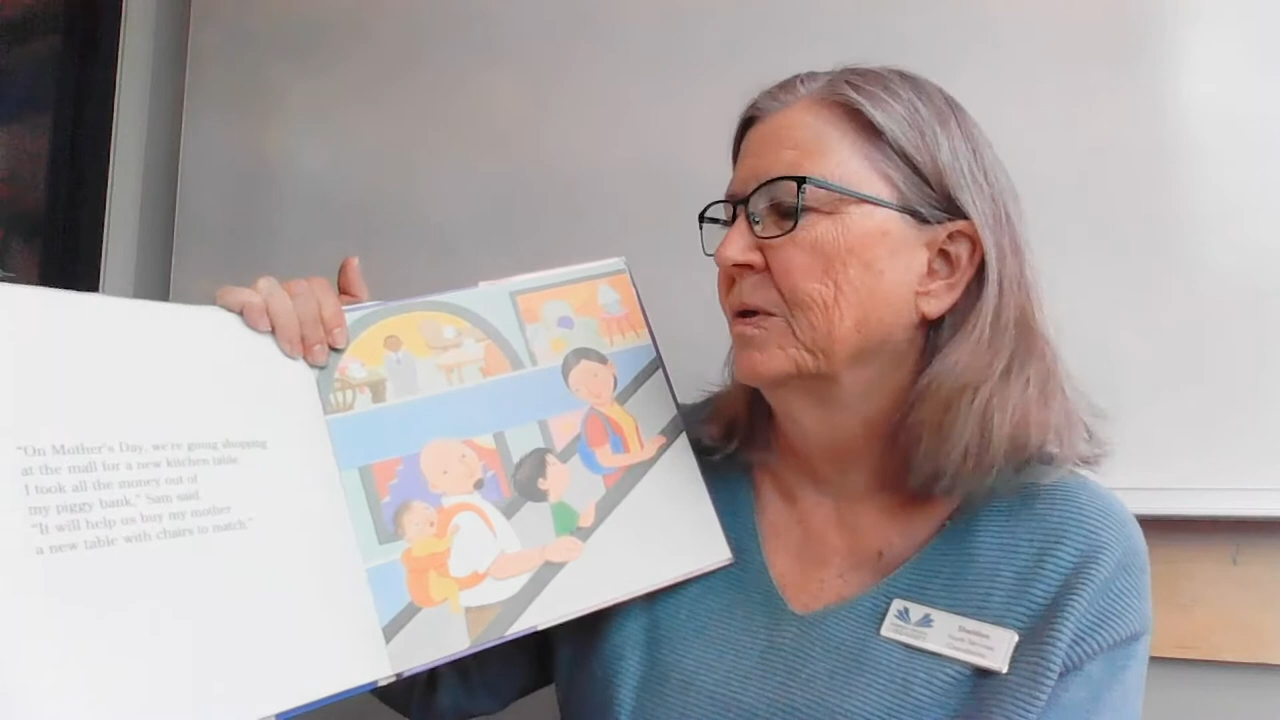 "On Mother's Day, we're going shopping
at the mall for a new kitchen table.
I took all the money out of
my piggy bank," Sam said.
"It will help us buy my mother
a new table with chairs to match."
Youth Services